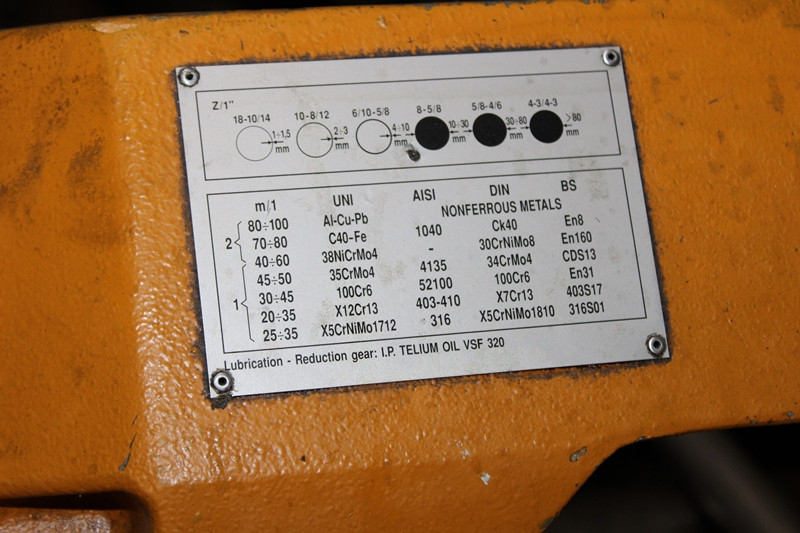 Z/1"
18-10/14 10-8/12 6/10-5/8 8-5/8 5/8-4/6 4-3/4-3
1÷1,5 mm 2÷3 mm 4÷10 mm 10÷30 mm 30÷80 mm >80 mm
m/1 UNI AISI DIN BS
80÷100 Al-Cu-Pb NONFERROUS METALS
2 70÷80 C40-Fe 1040 Ck40 En8
40÷60 38NiCrMo4 - 30CrNiMo8 En160
45÷50 35CrMo4 4135 34CrMo4 CDS13
1 30÷45 100Cr6 52100 100Cr6 En31
20÷35 X12Cr13 403-410 X7Cr13 403S17
25÷35 X5CrNiMo1712 316 X5CrNiMo1810 316S01
Lubrication - Reduction gear: I.P. TELIUM OIL VSF 320